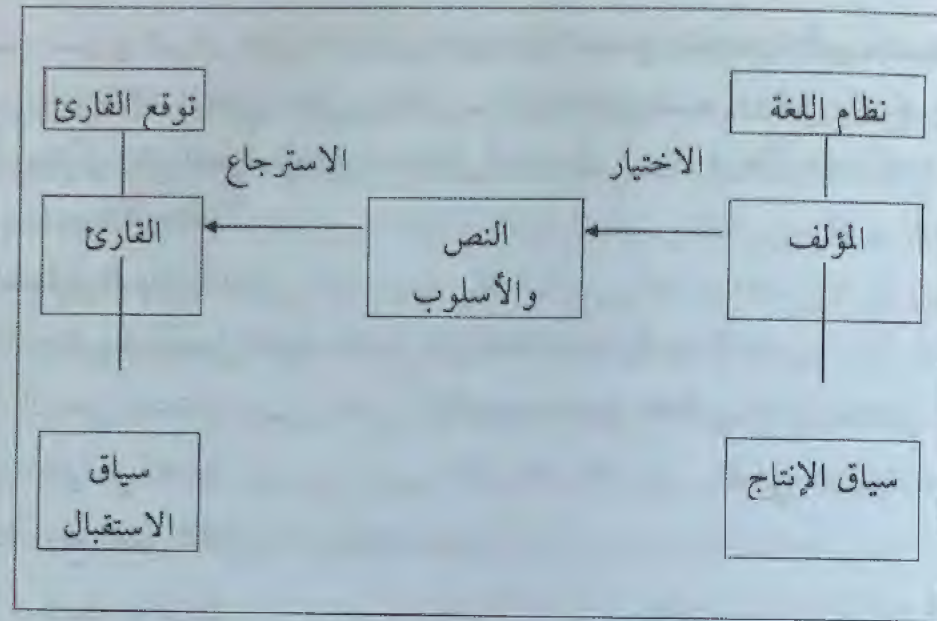 نظام اللغة
توقع القارئ
الاختيار
الاسترجاع
المؤلف
النص
والأسلوب
القارئ
سياق الإنتاج
سياق
الاستقبال